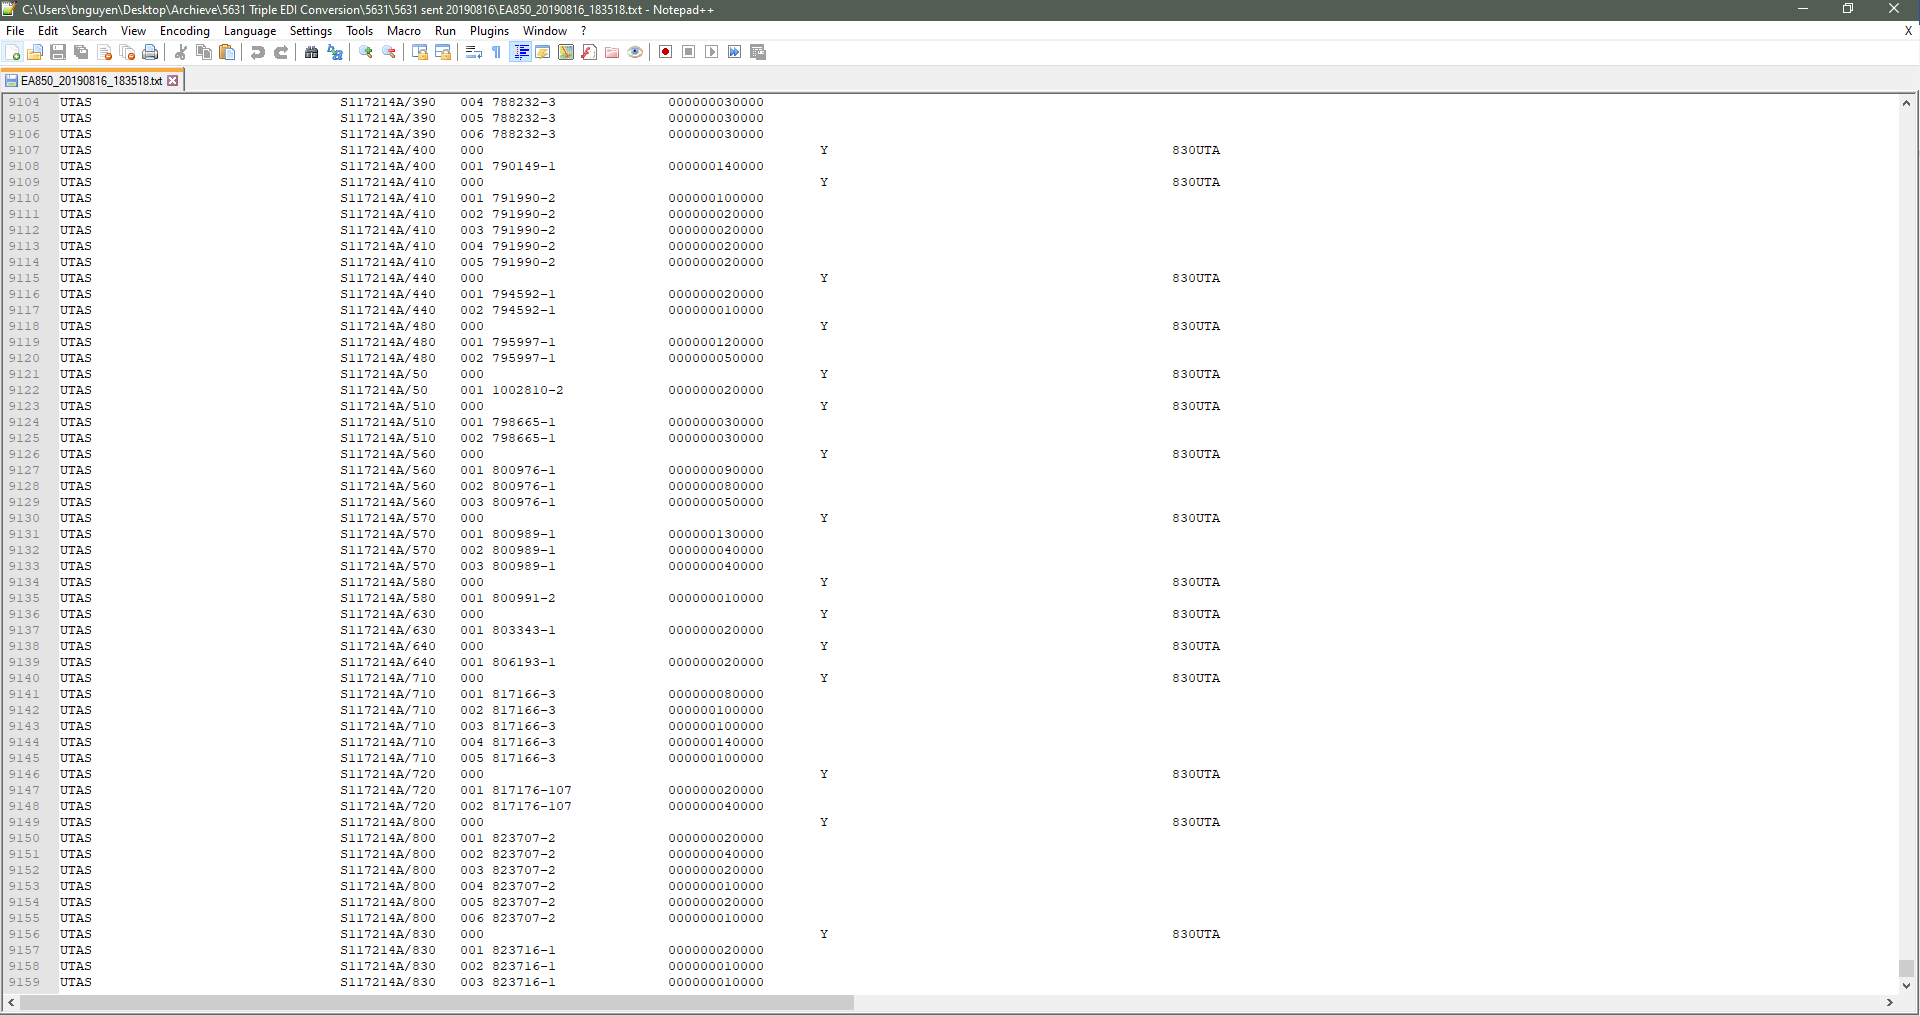 C:\Users\bnguyen\Desktop\Archieve\5631 Triple EDI Conversion\5631\5631 sent 20190816\EA850_20190816_183518.txt - Notepad++
File Edit Search View Encoding Language Settings Tools Macro Run Plugins Window ? X
EA850_20190816_183518.txt
9104 UTAS S117214A/390 004 788232-3 000000030000
9105 UTAS S117214A/390 005 788232-3 000000030000
9106 UTAS S117214A/390 006 788232-3 000000030000
9107 UTAS S117214A/400 000 Y 830UTA
9108 UTAS S117214A/400 001 790149-1 000000140000
9109 UTAS S117214A/410 000 Y 830UTA
9110 UTAS S117214A/410 001 791990-2 000000100000
9111 UTAS S117214A/410 002 791990-2 000000020000
9112 UTAS S117214A/410 003 791990-2 000000020000
9113 UTAS S117214A/410 004 791990-2 000000020000
9114 UTAS S117214A/410 005 791990-2 000000020000
9115 UTAS S117214A/440 000 Y 830UTA
9116 UTAS S117214A/440 001 794592-1 000000020000
9117 UTAS S117214A/440 002 794592-1 000000010000
9118 UTAS S117214A/480 000 Y 830UTA
9119 UTAS S117214A/480 001 795997-1 000000120000
9120 UTAS S117214A/480 002 795997-1 000000050000
9121 UTAS S117214A/50 000 Y 830UTA
9122 UTAS S117214A/50 001 1002810-2 000000020000
9123 UTAS S117214A/510 000 Y 830UTA
9124 UTAS S117214A/510 001 798665-1 000000030000
9125 UTAS S117214A/510 002 798665-1 000000030000
9126 UTAS S117214A/560 000 Y 830UTA
9127 UTAS S117214A/560 001 800976-1 000000090000
9128 UTAS S117214A/560 002 800976-1 000000080000
9129 UTAS S117214A/560 003 800976-1 000000050000
9130 UTAS S117214A/570 000 Y 830UTA
9131 UTAS S117214A/570 001 800989-1 000000130000
9132 UTAS S117214A/570 002 800989-1 000000040000
9133 UTAS S117214A/570 003 800989-1 000000040000
9134 UTAS S117214A/580 000 Y 830UTA
9135 UTAS S117214A/580 001 800991-2 000000010000
9136 UTAS S117214A/630 000 Y 830UTA
9137 UTAS S117214A/630 001 803343-1 000000020000
9138 UTAS S117214A/640 000 Y 830UTA
9139 UTAS S117214A/640 001 806193-1 000000020000
9140 UTAS S117214A/710 000 Y 830UTA
9141 UTAS S117214A/710 001 817166-3 000000080000
9142 UTAS S117214A/710 002 817166-3 000000100000
9143 UTAS S117214A/710 003 817166-3 000000100000
9144 UTAS S117214A/710 004 817166-3 000000140000
9145 UTAS S117214A/710 005 817166-3 000000100000
9146 UTAS S117214A/720 000 Y 830UTA
9147 UTAS S117214A/720 001 817176-107 000000020000
9148 UTAS S117214A/720 002 817176-107 000000040000
9149 UTAS S117214A/800 000 Y 830UTA
9150 UTAS S117214A/800 001 823707-2 000000020000
9151 UTAS S117214A/800 002 823707-2 000000040000
9152 UTAS S117214A/800 003 823707-2 000000020000
9153 UTAS S117214A/800 004 823707-2 000000010000
9154 UTAS S117214A/800 005 823707-2 000000020000
9155 UTAS S117214A/800 006 823707-2 000000010000
9156 UTAS S117214A/830 000 Y 830UTA
9157 UTAS S117214A/830 001 823716-1 000000020000
9158 UTAS S117214A/830 002 823716-1 000000010000
9159 UTAS S117214A/830 003 823716-1 000000010000